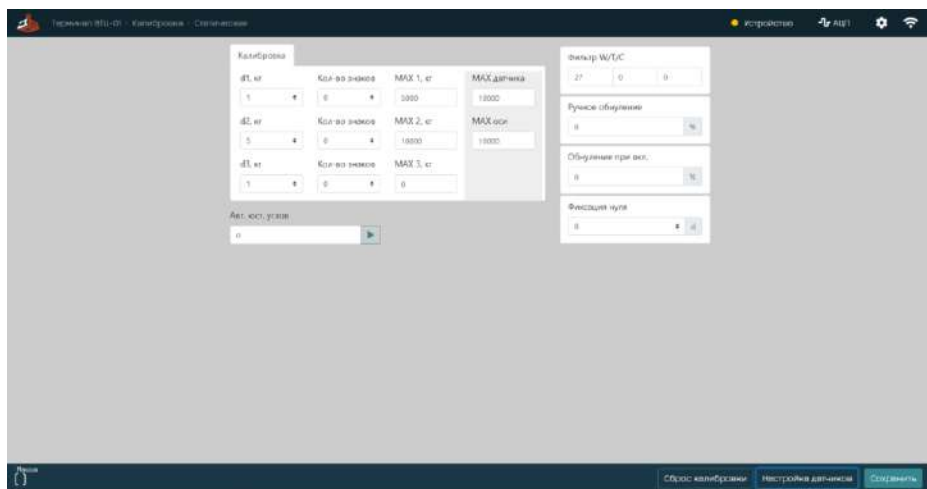 Терминал ВТЦ-01 - Калибровка - Статическая
Устройство
АЦП
Калибровка
d1, кг
Кол-во знаков
MAX 1, кг
MAX датчика
1
0
5000
10000
d2, кг
Кол-во знаков
MAX 2, кг
MAX оси
5
0
10000
10000
d3, кг
Кол-во знаков
MAX 3, кг
1
0
0
Авт. юст. углов
0
Фильтр W/T/C
27
0
0
Ручное обнуление
0
%
Обнуление при вкл.
0
%
Фиксация нуля
0
d
Сброс калибровки
Настройка датчиков
Сохранить